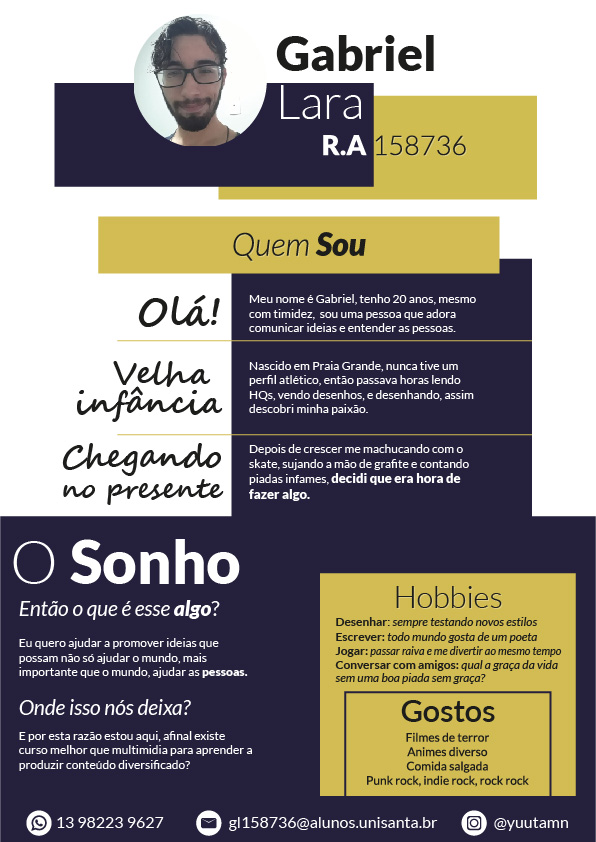 Gabriel
Lara
R.A 158736
Quem Sou
Olá!
Meu nome é Gabriel, tenho 20 anos, mesmo
com timidez, sou uma pessoa que adora
comunicar ideias e entender as pessoas.
Velha
infância
Nascido em Praia Grande, nunca tive um
perfil atlético, então passava horas lendo
HQs, vendo desenhos, e desenhando, assim
descobri minha paixão.
Chegando
no presente
Depois de crescer me machucando com o
skate, sujando a mão de grafite e contando
piadas infames, decidi que era hora de
fazer algo.
O Sonho
Então o que é esse algo?
Eu quero ajudar a promover ideias que
possam não só ajudar o mundo, mais
importante que o mundo, ajudar as pessoas.
Onde isso nós deixa?
E por esta razão estou aqui, afinal existe
curso melhor que multimidia para aprender a
produzir conteúdo diversificado?
Hobbies
Desenhar: sempre testando novos estilos
Escrever: todo mundo gosta de um poeta
Jogar: passar raiva e me divertir ao mesmo tempo
Conversar com amigos: qual a graça da vida
sem uma boa piada sem graça?
Gostos
Filmes de terror
Animes diverso
Comida salgada
Punk rock, indie rock, rock rock
13 98223 9627
gl158736@alunos.unisanta.br
@yuutamn